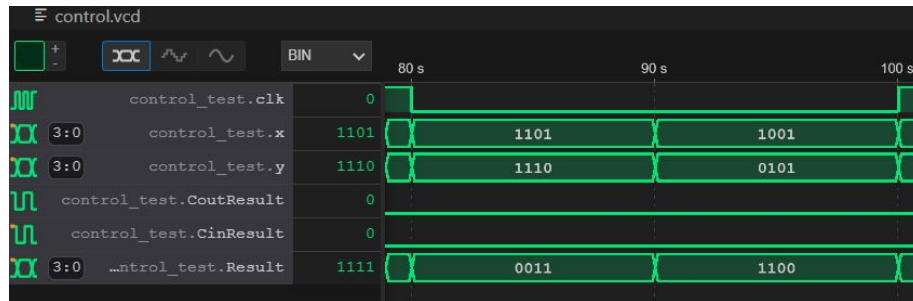 control.vcd
+
-
BIN
80 s 90 s 100 s
control_test.clk 0
3:0 control_test.x 1101 1101 1001
3:0 control_test.y 1110 1110 0101
control_test.CoutResult 0
control_test.CinResult 0
3:0 …ntrol_test.Result 1111 0011 1100